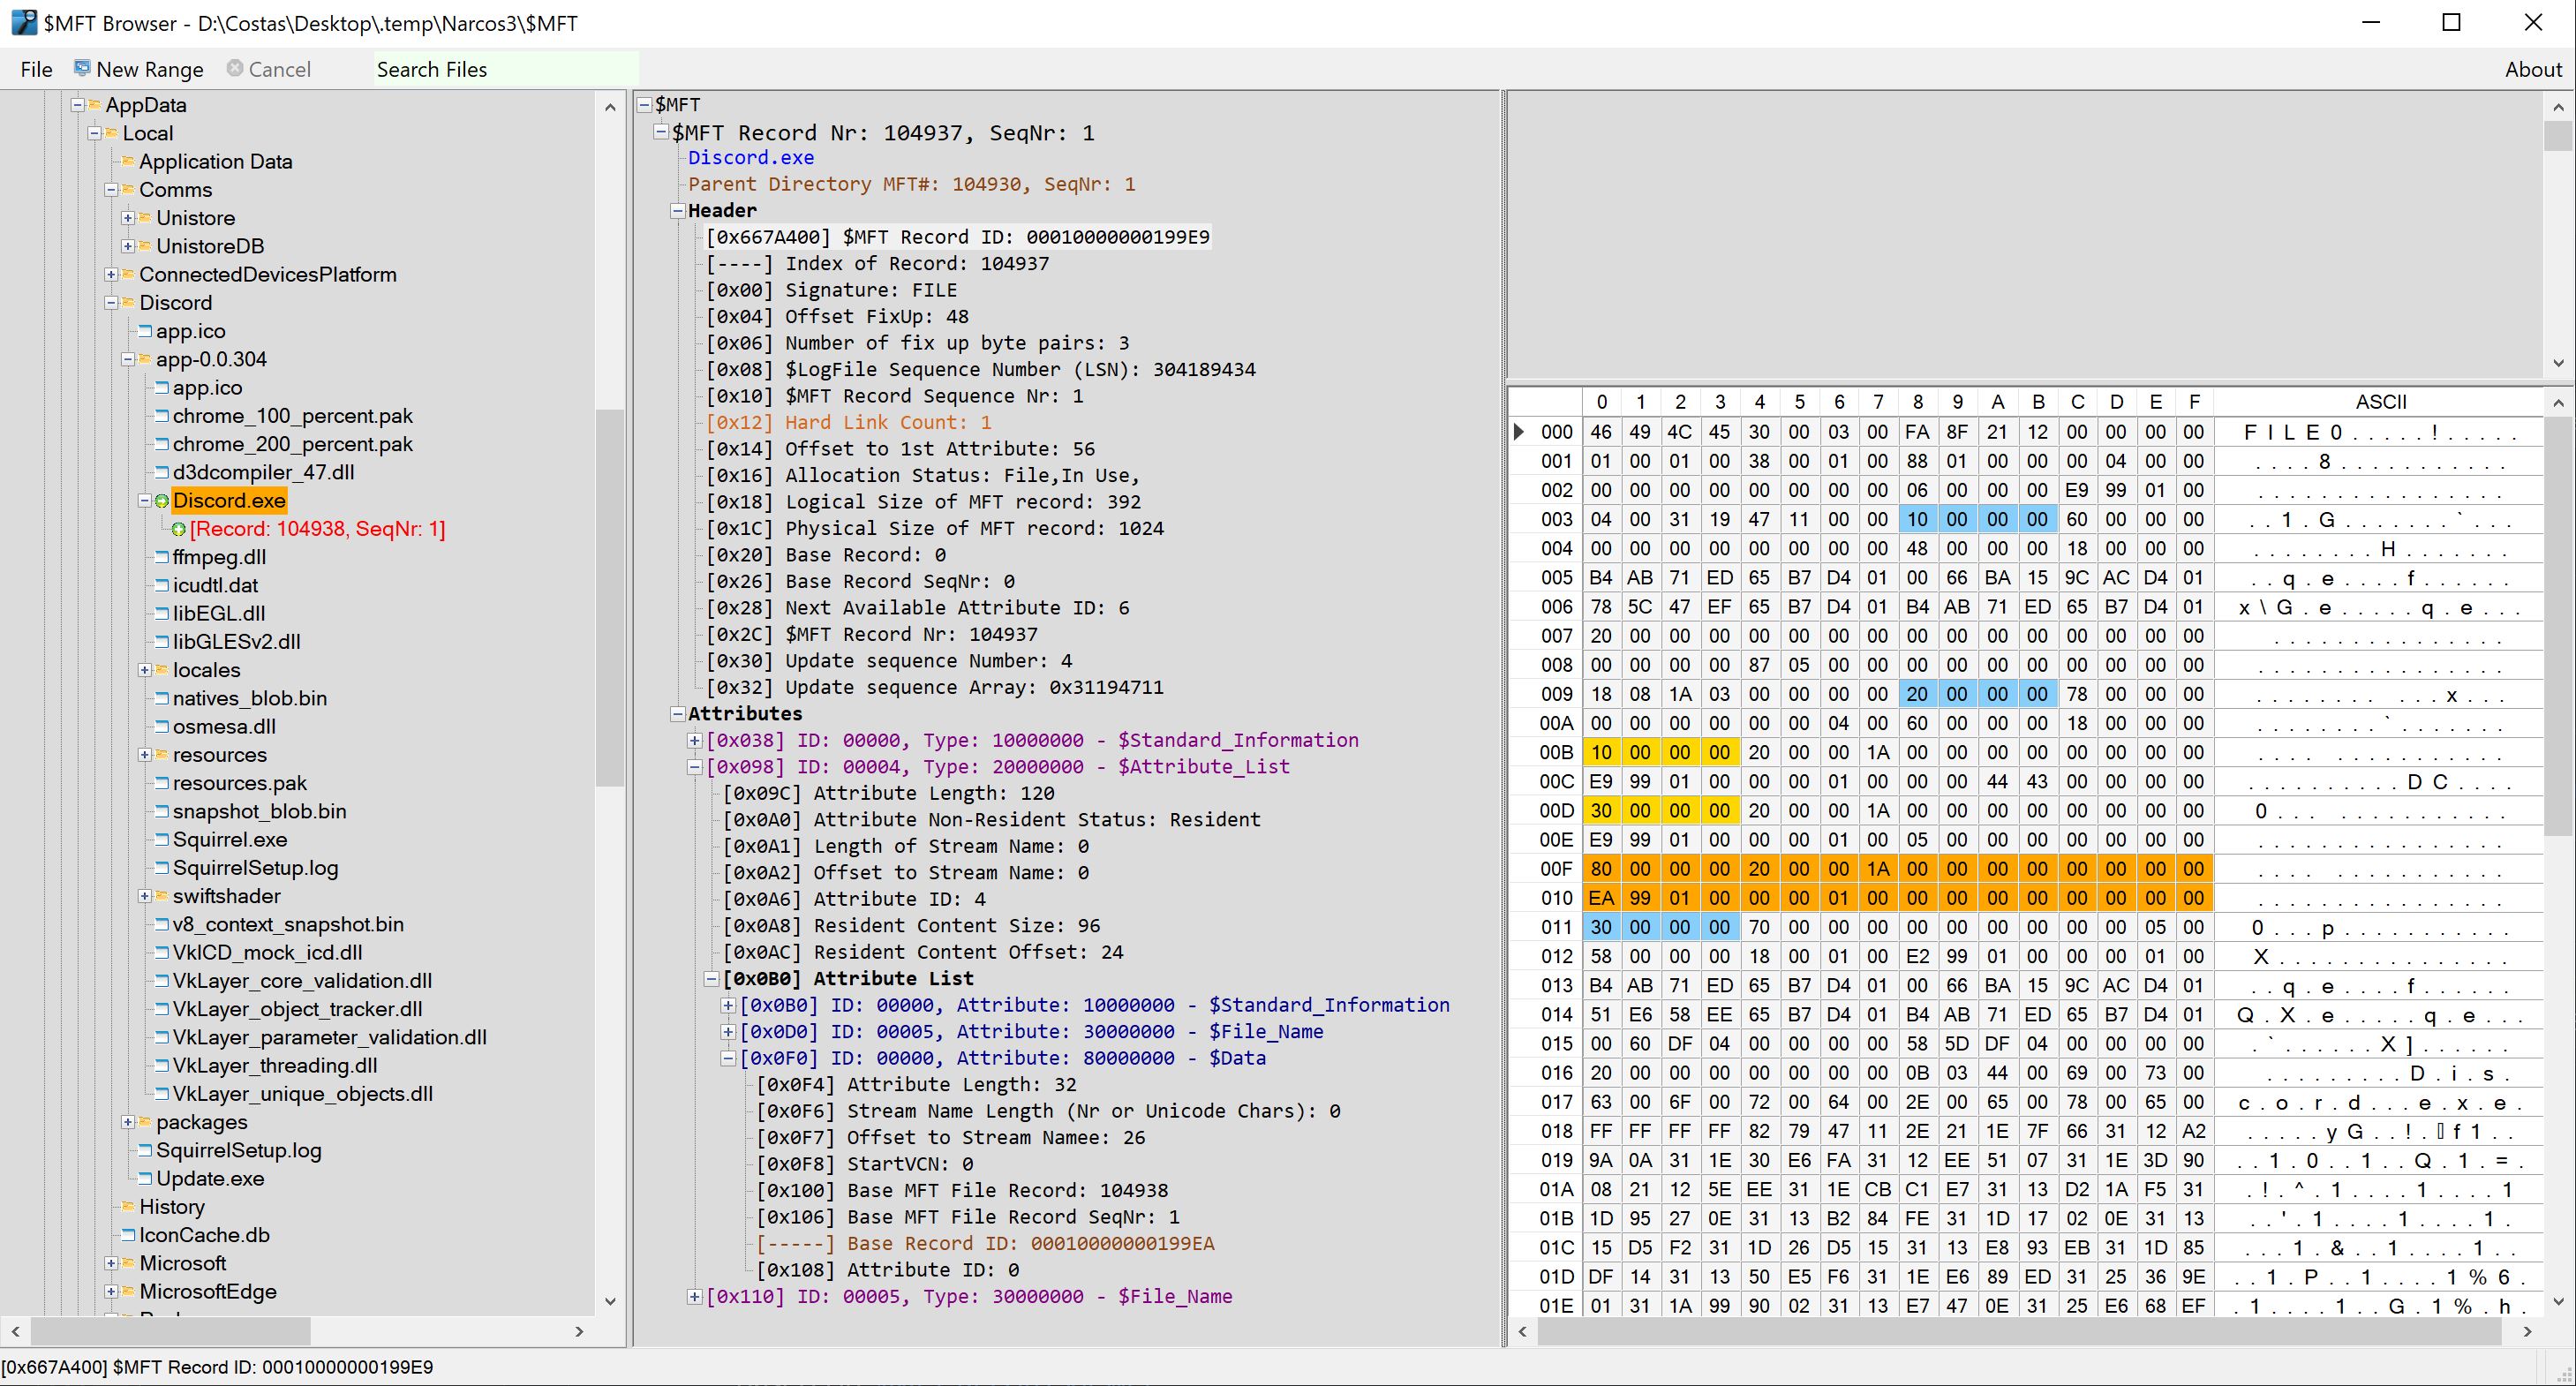 $MFT Browser - D:\Costas\Desktop\.temp\Narcos3\$MFT
File New Range Cancel Search Files About
AppData
Local
Application Data
Comms
Unistore
UnistoreDB
ConnectedDevicesPlatform
Discord
app.ico
app-0.0.304
app.ico
chrome_100_percent.pak
chrome_200_percent.pak
d3dcompiler_47.dll
Discord.exe
[Record: 104938, SeqNr: 1]
ffmpeg.dll
icudtl.dat
libEGL.dll
libGLESv2.dll
locales
natives_blob.bin
osmesa.dll
resources
resources.pak
snapshot_blob.bin
Squirrel.exe
SquirrelSetup.log
swiftshader
v8_context_snapshot.bin
VkICD_mock_icd.dll
VkLayer_core_validation.dll
VkLayer_object_tracker.dll
VkLayer_parameter_validation.dll
VkLayer_threading.dll
VkLayer_unique_objects.dll
packages
SquirrelSetup.log
Update.exe
History
IconCache.db
Microsoft
MicrosoftEdge
$MFT
$MFT Record Nr: 104937, SeqNr: 1
Discord.exe
Parent Directory MFT#: 104930, SeqNr: 1
Header
[0x667A400] $MFT Record ID: 00010000000199E9
[----] Index of Record: 104937
[0x00] Signature: FILE
[0x04] Offset FixUp: 48
[0x06] Number of fix up byte pairs: 3
[0x08] $LogFile Sequence Number (LSN): 304189434
[0x10] $MFT Record Sequence Nr: 1
[0x12] Hard Link Count: 1
[0x14] Offset to 1st Attribute: 56
[0x16] Allocation Status: File,In Use,
[0x18] Logical Size of MFT record: 392
[0x1C] Physical Size of MFT record: 1024
[0x20] Base Record: 0
[0x26] Base Record SeqNr: 0
[0x28] Next Available Attribute ID: 6
[0x2C] $MFT Record Nr: 104937
[0x30] Update sequence Number: 4
[0x32] Update sequence Array: 0x31194711
Attributes
[0x038] ID: 00000, Type: 10000000 - $Standard_Information
[0x098] ID: 00004, Type: 20000000 - $Attribute_List
[0x09C] Attribute Length: 120
[0x0A0] Attribute Non-Resident Status: Resident
[0x0A1] Length of Stream Name: 0
[0x0A2] Offset to Stream Name: 0
[0x0A6] Attribute ID: 4
[0x0A8] Resident Content Size: 96
[0x0AC] Resident Content Offset: 24
[0x0B0] Attribute List
[0x0B0] ID: 00000, Attribute: 10000000 - $Standard_Information
[0x0D0] ID: 00005, Attribute: 30000000 - $File_Name
[0x0F0] ID: 00000, Attribute: 80000000 - $Data
[0x0F4] Attribute Length: 32
[0x0F6] Stream Name Length (Nr or Unicode Chars): 0
[0x0F7] Offset to Stream Namee: 26
[0x0F8] StartVCN: 0
[0x100] Base MFT File Record: 104938
[0x106] Base MFT File Record SeqNr: 1
[-----] Base Record ID: 00010000000199EA
[0x108] Attribute ID: 0
[0x110] ID: 00005, Type: 30000000 - $File_Name
0 1 2 3 4 5 6 7 8 9 A B C D E F ASCII
000 46 49 4C 45 30 00 03 00 FA 8F 21 12 00 00 00 00 F I L E 0 . . . . . ! . . . . .
001 01 00 01 00 38 00 01 00 88 01 00 00 00 04 00 00 . . . . 8 . . . . . . . . . . .
002 00 00 00 00 00 00 00 00 06 00 00 00 E9 99 01 00 . . . . . . . . . . . . . . . .
003 04 00 31 19 47 11 00 00 10 00 00 00 60 00 00 00 . . 1 . G . . . . . . . ` . . .
004 00 00 00 00 00 00 00 00 48 00 00 00 18 00 00 00 . . . . . . . . H . . . . . . .
005 B4 AB 71 ED 65 B7 D4 01 00 66 BA 15 9C AC D4 01 . . q . e . . . . f . . . . . .
006 78 5C 47 EF 65 B7 D4 01 B4 AB 71 ED 65 B7 D4 01 x \ G . e . . . . . q . e . . .
007 20 00 00 00 00 00 00 00 00 00 00 00 00 00 00 00 . . . . . . . . . . . . . . .
008 00 00 00 00 87 05 00 00 00 00 00 00 00 00 00 00 . . . . . . . . . . . . . . . .
009 18 08 1A 03 00 00 00 00 20 00 00 00 78 00 00 00 . . . . . . . . . . . x . . .
00A 00 00 00 00 00 00 04 00 60 00 00 00 18 00 00 00 . . . . . . . . ` . . . . . . .
00B 10 00 00 00 20 00 00 1A 00 00 00 00 00 00 00 00 . . . . . . . . . . . . . . .
00C E9 99 01 00 00 00 01 00 00 00 44 43 00 00 00 00 . . . . . . . . . . D C . . . .
00D 30 00 00 00 20 00 00 1A 00 00 00 00 00 00 00 00 0 . . . . . . . . . . . . . .
00E E9 99 01 00 00 00 01 00 05 00 00 00 00 00 00 00 . . . . . . . . . . . . . . . .
00F 80 00 00 00 20 00 00 1A 00 00 00 00 00 00 00 00 . . . . . . . . . . . . . . .
010 EA 99 01 00 00 00 01 00 00 00 00 00 00 00 00 00 . . . . . . . . . . . . . . . .
011 30 00 00 00 70 00 00 00 00 00 00 00 00 00 05 00 0 . . . p . . . . . . . . . . .
012 58 00 00 00 18 00 01 00 E2 99 01 00 00 00 01 00 X . . . . . . . . . . . . . . .
013 B4 AB 71 ED 65 B7 D4 01 00 66 BA 15 9C AC D4 01 . . q . e . . . . f . . . . . .
014 51 E6 58 EE 65 B7 D4 01 B4 AB 71 ED 65 B7 D4 01 Q . X . e . . . . . q . e . . .
015 00 60 DF 04 00 00 00 00 58 5D DF 04 00 00 00 00 . ` . . . . . . X ] . . . . . .
016 20 00 00 00 00 00 00 00 0B 03 44 00 69 00 73 00 . . . . . . . . . D . i . s .
017 63 00 6F 00 72 00 64 00 2E 00 65 00 78 00 65 00 c . o . r . d . . . e . x . e .
018 FF FF FF FF 82 79 47 11 2E 21 1E 7F 66 31 12 A2 . . . . . y G . . ! . ▯ f 1 . .
019 9A 0A 31 1E 30 E6 FA 31 12 EE 51 07 31 1E 3D 90 . . 1 . 0 . . 1 . . Q . 1 . = .
01A 08 21 12 5E EE 31 1E CB C1 E7 31 13 D2 1A F5 31 . ! . ^ . 1 . . . . 1 . . . . 1
01B 1D 95 27 0E 31 13 B2 84 FE 31 1D 17 02 0E 31 13 . . ' . 1 . . . . 1 . . . . 1 .
01C 15 D5 F2 31 1D 26 D5 15 31 13 E8 93 EB 31 1D 85 . . . 1 . & . . 1 . . . . 1 . .
01D DF 14 31 13 50 E5 F6 31 1E E6 89 ED 31 25 36 9E . . 1 . P . . 1 . . . . 1 % 6 .
01E 01 31 1A 99 90 02 31 13 E7 47 0E 31 25 E6 68 EF . 1 . . . . 1 . . G . 1 % . h .
[0x667A400] $MFT Record ID: 00010000000199E9